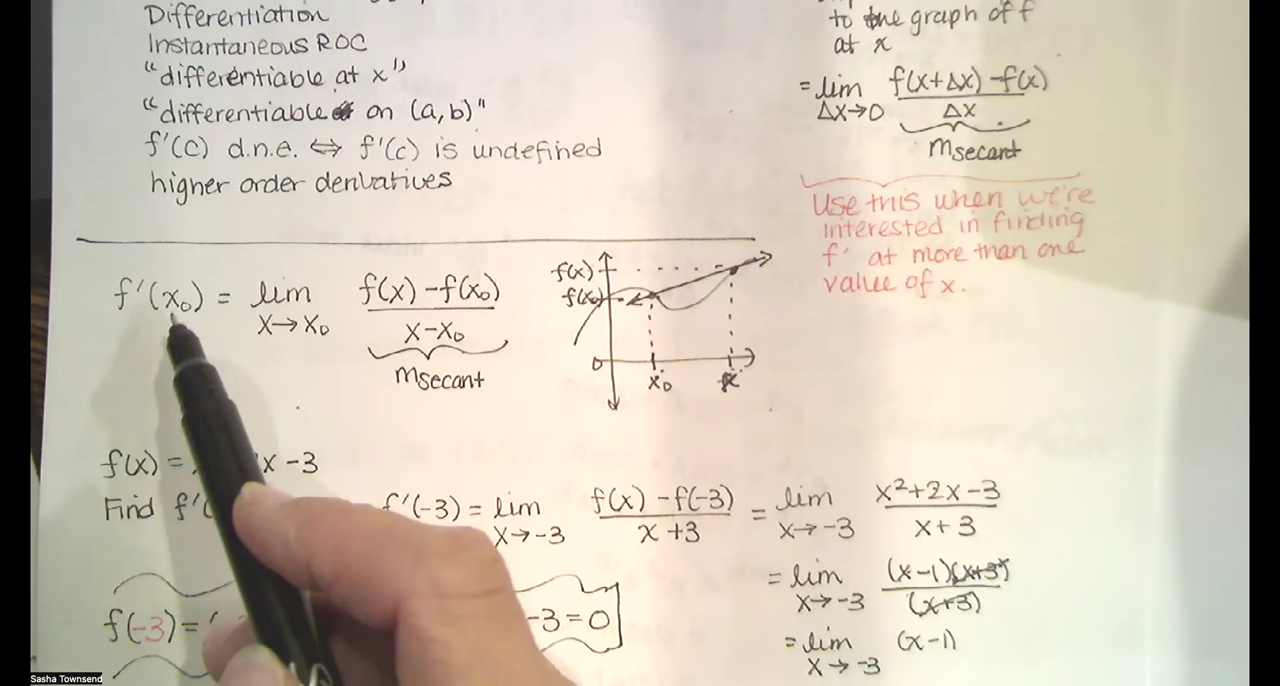 Differentiation
Instantaneous ROC
"differentiable at x"
"differentiable on (a, b)"
f'(c) d.n.e. ⇔ f'(c) is undefined
higher order derivatives
to the graph of f
at x
= lim f(x+Δx) - f(x)
Δx→0 Δx
msecant
use this when we're
interested in finding
f' at more than one
value of x.
f'(x₀) = lim f(x) - f(x₀)
x→x₀ x - x₀
msecant
f(x)
f(x₀)
0
x₀ x
f(x) = x - 3
Find f'(
f'(-3) = lim f(x) - f(-3) = lim x²+2x-3
x→-3 x+3 x→-3 x+3
= lim (x-1)(x+3)
x→-3 (x+3)
f(-3) = ( -3 = 0
= lim (x-1)
x→-3
Sasha Townsend